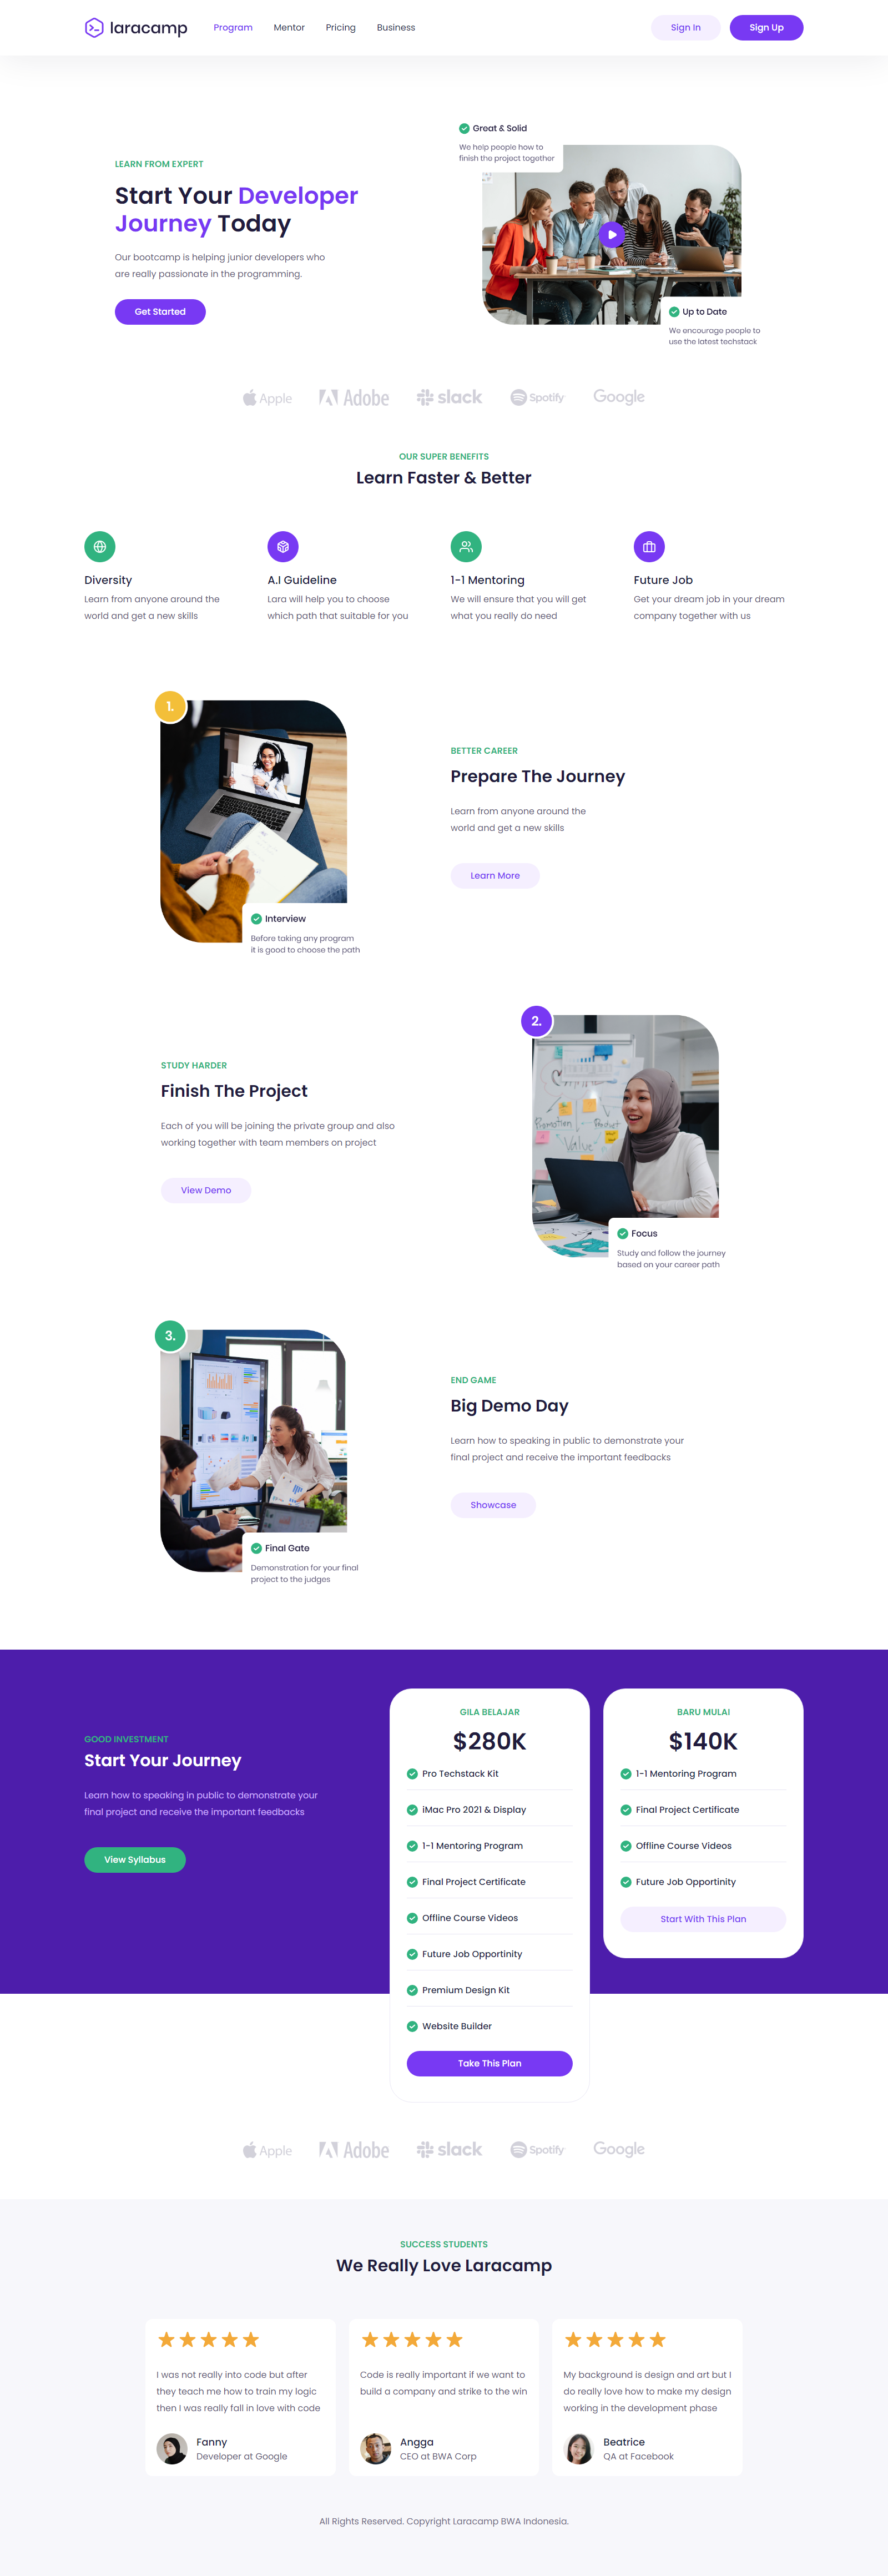 laracamp
Program
Mentor
Pricing
Business
Sign In
Sign Up
Great & Solid
We help people how to
finish the project together
LEARN FROM EXPERT
Start Your Developer
Journey Today
Our bootcamp is helping junior developers who
are really passionate in the programming.
Get Started
Up to Date
We encourage people to
use the latest techstack
Apple
Adobe
slack
Spotify
Google
OUR SUPER BENEFITS
Learn Faster & Better
Diversity
Learn from anyone around the
world and get a new skills
A.I Guideline
Lara will help you to choose
which path that suitable for you
1-1 Mentoring
We will ensure that you will get
what you really do need
Future Job
Get your dream job in your dream
company together with us
1.
Interview
Before taking any program
it is good to choose the path
BETTER CAREER
Prepare The Journey
Learn from anyone around the
world and get a new skills
Learn More
STUDY HARDER
Finish The Project
Each of you will be joining the private group and also
working together with team members on project
View Demo
2.
Promotion
Product
Value
Focus
Study and follow the journey
based on your career path
3.
Final Gate
Demonstration for your final
project to the judges
END GAME
Big Demo Day
Learn how to speaking in public to demonstrate your
final project and receive the important feedbacks
Showcase
GOOD INVESTMENT
Start Your Journey
Learn how to speaking in public to demonstrate your
final project and receive the important feedbacks
View Syllabus
GILA BELAJAR
$280K
Pro Techstack Kit
iMac Pro 2021 & Display
1-1 Mentoring Program
Final Project Certificate
Offline Course Videos
Future Job Opportinity
Premium Design Kit
Website Builder
Take This Plan
BARU MULAI
$140K
1-1 Mentoring Program
Final Project Certificate
Offline Course Videos
Future Job Opportinity
Start With This Plan
Apple
Adobe
slack
Spotify
Google
SUCCESS STUDENTS
We Really Love Laracamp
I was not really into code but after
they teach me how to train my logic
then I was really fall in love with code
Fanny
Developer at Google
Code is really important if we want to
build a company and strike to the win
Angga
CEO at BWA Corp
My background is design and art but I
do really love how to make my design
working in the development phase
Beatrice
QA at Facebook
All Rights Reserved. Copyright Laracamp BWA Indonesia.